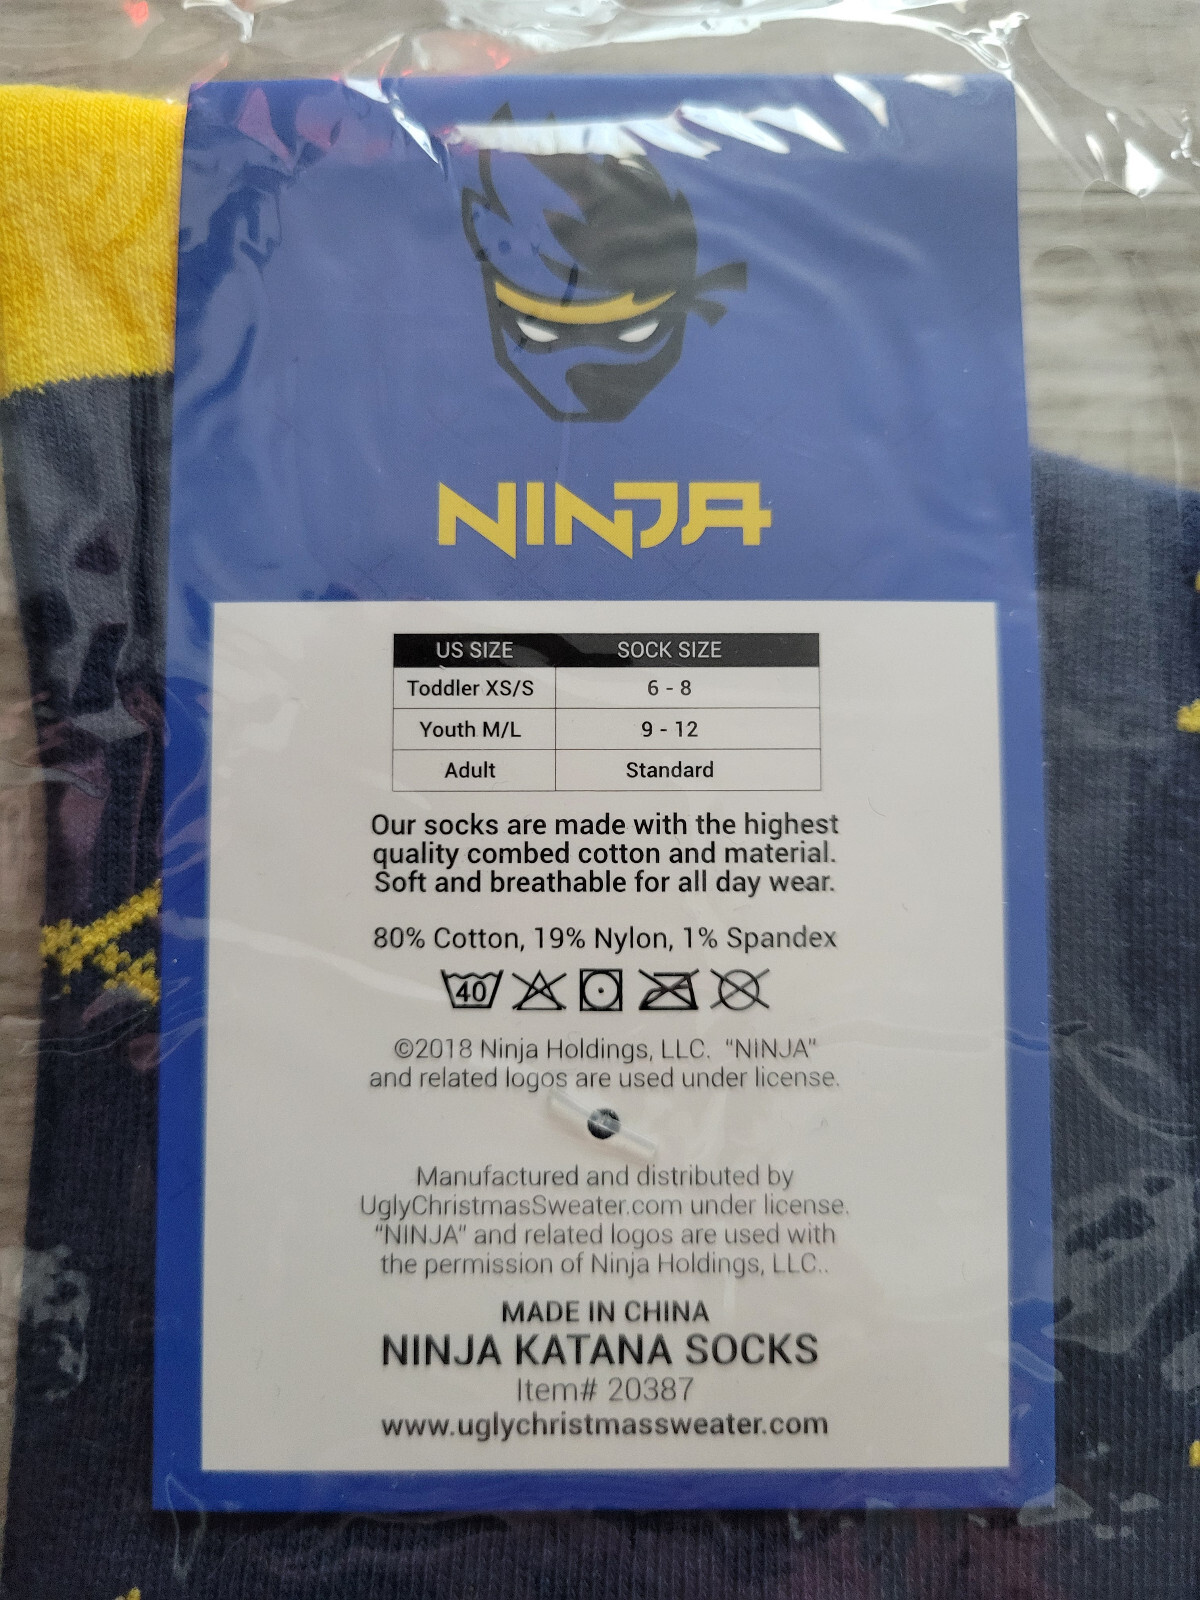 NINJA
US SIZE SOCK SIZE
Toddler XS/S 6 - 8
Youth M/L 9 - 12
Adult Standard
Our socks are made with the highest
quality combed cotton and material.
Soft and breathable for all day wear.
80% Cotton, 19% Nylon, 1% Spandex
40
©2018 Ninja Holdings, LLC. “NINJA”
and related logos are used under license.
Manufactured and distributed by
UglyChristmasSweater.com under license.
“NINJA” and related logos are used with
the permission of Ninja Holdings, LLC..
MADE IN CHINA
NINJA KATANA SOCKS
Item# 20387
www.uglychristmassweater.com